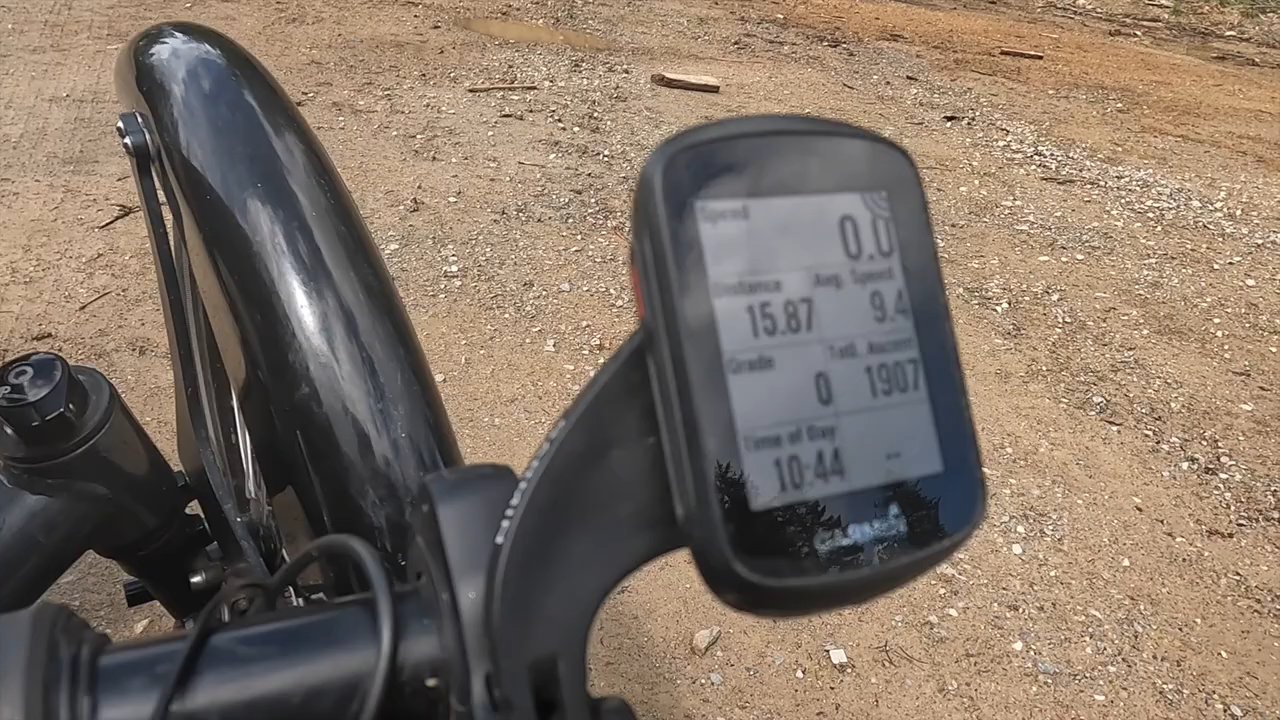 Speed
0.0
Distance Avg. Speed
15.87 9.4
Grade Totl. Ascent
0 1907
Time of Day
10:44